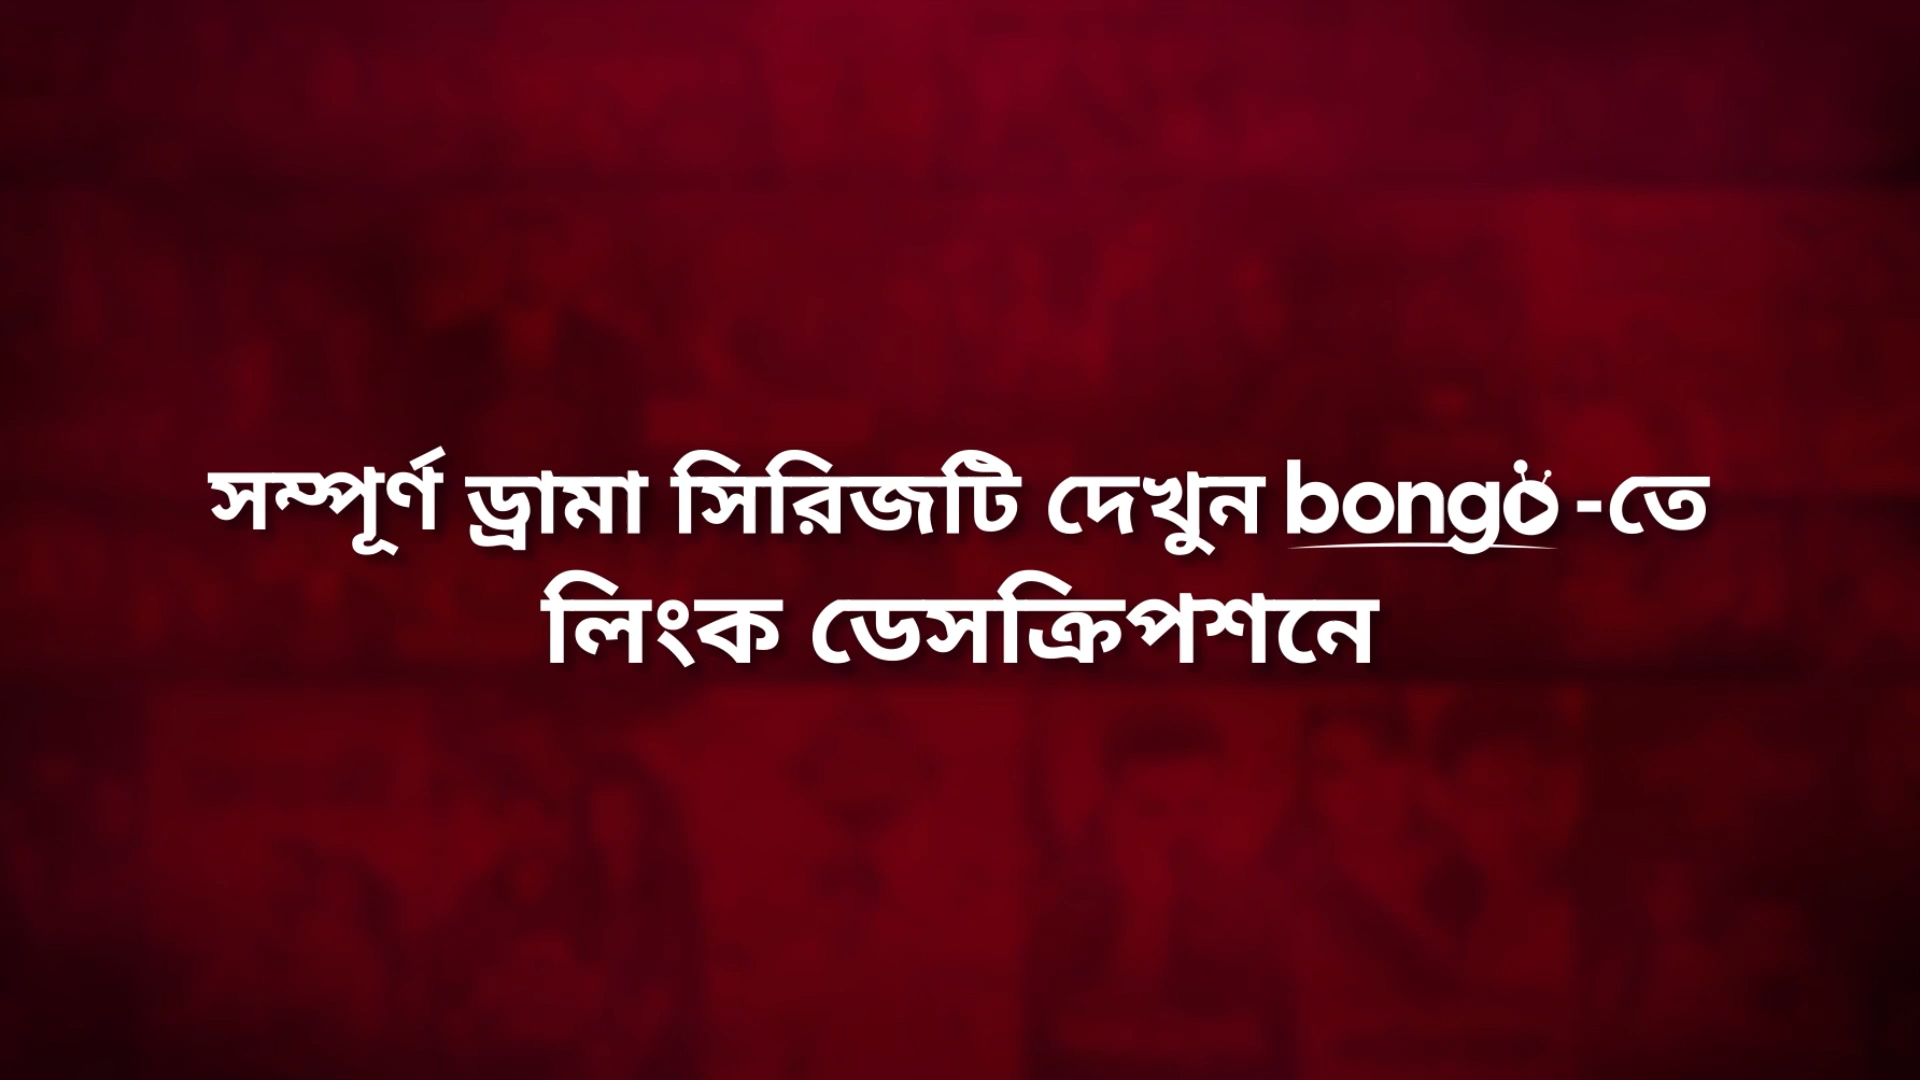 সম্পূর্ণ ড্রামা সিরিজটি দেখুন bongo -তে
লিংক ডেসক্রিপশনে